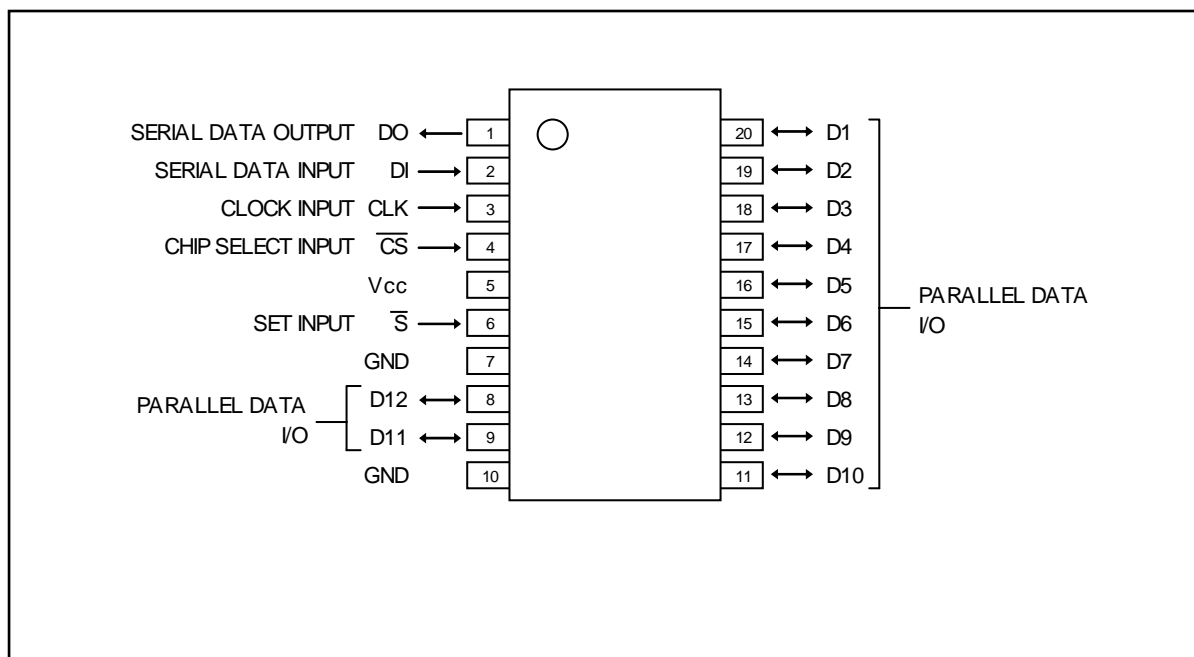 SERIAL DATA OUTPUT DO 1 20 D1
SERIAL DATA INPUT DI 2 19 D2
CLOCK INPUT CLK 3 18 D3
CHIP SELECT INPUT C̅S̅ 4 17 D4
Vcc 5 16 D5
SET INPUT S̅ 6 15 D6
GND 7 14 D7
D12 8 13 D8
D11 9 12 D9
GND 10 11 D10
PARALLEL DATA
I/O
PARALLEL DATA
I/O